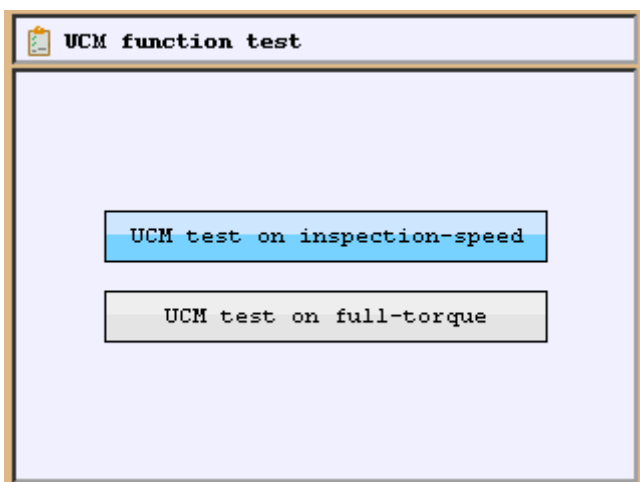 UCM function test
UCM test on inspection-speed
UCM test on full-torque